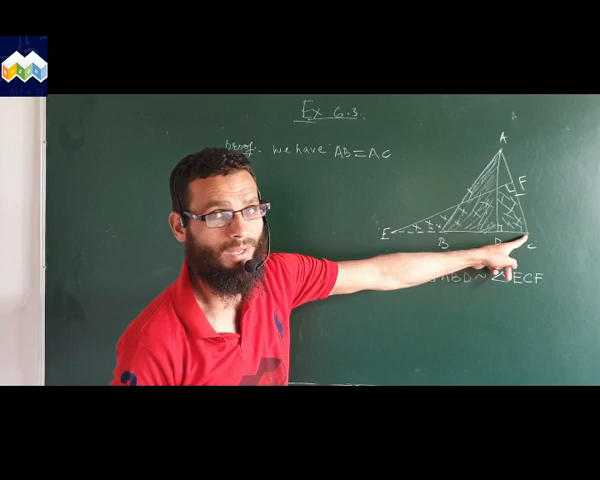 Ex 6.3.
proof. we have AB=AC
A
F
E
B
D
C
ABD ~ △ECF